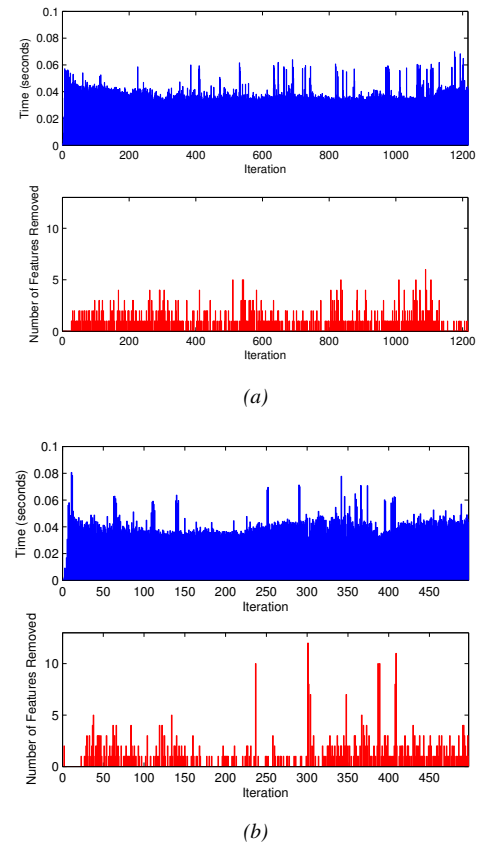 0.1
0.08
0.06
0.04
0.02
0
Time (seconds)
0 200 400 600 800 1000 1200
Iteration
10
5
0
Number of Features Removed
0 200 400 600 800 1000 1200
Iteration
(a)
0.1
0.08
0.06
0.04
0.02
0
Time (seconds)
0 50 100 150 200 250 300 350 400 450
Iteration
10
5
0
Number of Features Removed
0 50 100 150 200 250 300 350 400 450
Iteration
(b)